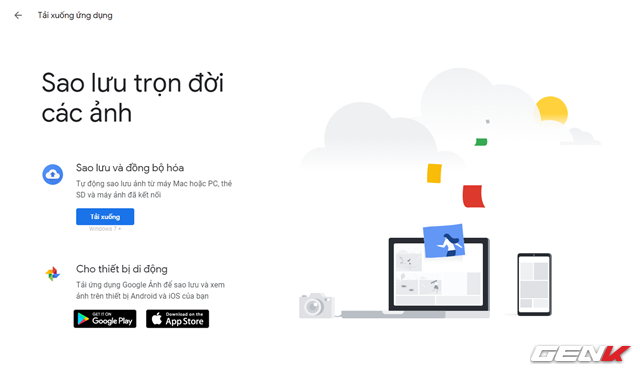 Tải xuống ứng dụng
Sao lưu trọn đời
các ảnh
Sao lưu và đồng bộ hóa
Tự động sao lưu ảnh từ máy Mac hoặc PC, thẻ
SD và máy ảnh đã kết nối
Tải xuống
Windows 7+
Cho thiết bị di động
Tải ứng dụng Google Ảnh để sao lưu và xem
ảnh trên thiết bị Android và iOS của bạn
GET IT ON
Google Play
Download on the
App Store
GENK